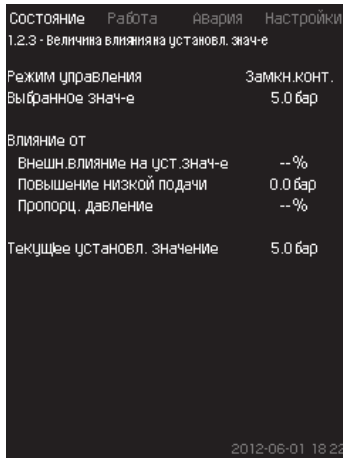 Состояние Работа Авария Настройки
1.2.3 - Величина влияния на установл. знач-е
Режим управления Замкн.конт.
Выбранное знач-е 5.0 бар
Влияние от
Внешн.влияние на уст.знач-е --%
Повышение низкой подачи 0.0 бар
Пропорц. давление --%
Текущее установл. значение 5.0 бар
2012-06-01 18:22